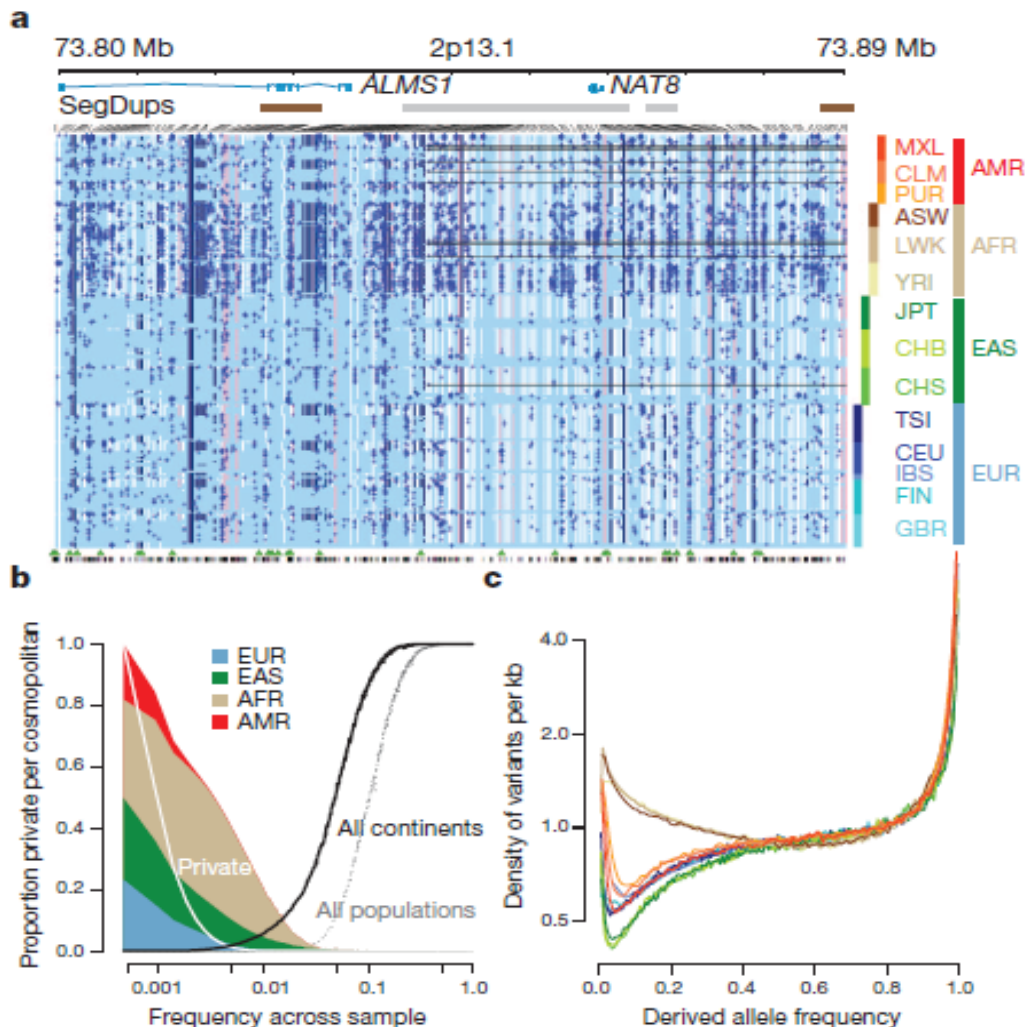 a
73.80 Mb 2p13.1 73.89 Mb
ALMS1 NAT8
SegDups
MXL
CLM
PUR
AMR
ASW
LWK
YRI
AFR
JPT
CHB
CHS
EAS
TSI
CEU
IBS
FIN
GBR
EUR
b
Proportion private per cosmopolitan
1.0
0.8
0.6
0.4
0.2
0.0
EUR
EAS
AFR
AMR
Private
All continents
All populations
0.001 0.01 0.1 1.0
Frequency across sample
c
Density of variants per kb
4.0
2.0
1.0
0.5
0.0 0.2 0.4 0.6 0.8 1.0
Derived allele frequency